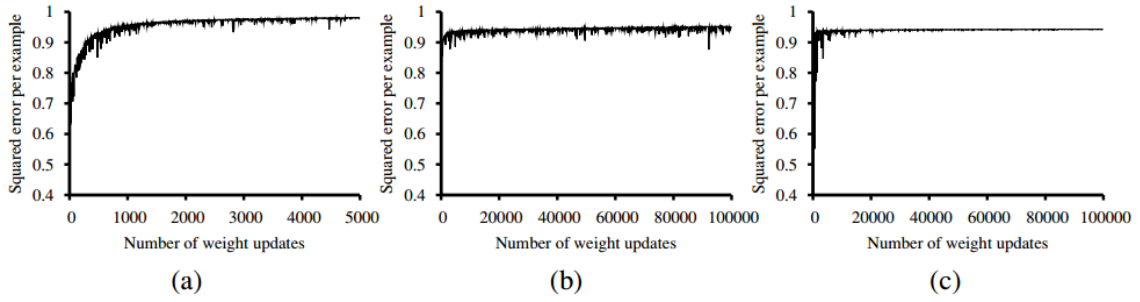 Squared error per example
1
0.9
0.8
0.7
0.6
0.5
0.4
0 1000 2000 3000 4000 5000
Number of weight updates
(a)
Squared error per example
1
0.9
0.8
0.7
0.6
0.5
0.4
0 20000 40000 60000 80000 100000
Number of weight updates
(b)
Squared error per example
1
0.9
0.8
0.7
0.6
0.5
0.4
0 20000 40000 60000 80000 100000
Number of weight updates
(c)